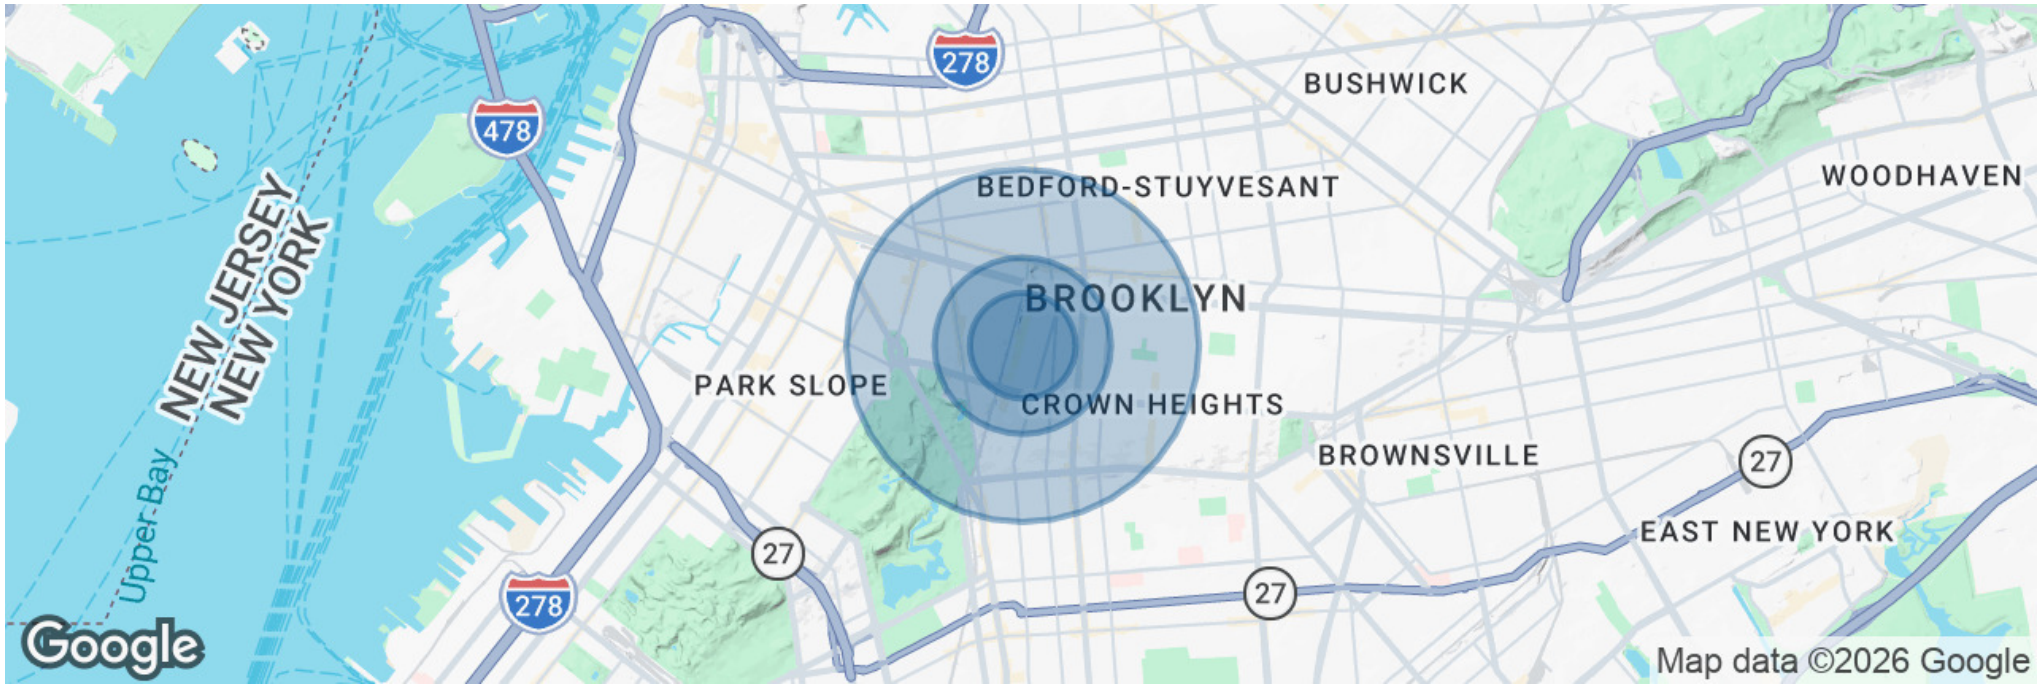 278
BUSHWICK
478
WOODHAVEN
BEDFORD-STUYVESANT
NEW JERSEY
NEW YORK
BROOKLYN
PARK SLOPE
CROWN HEIGHTS
BROWNSVILLE
27
Upper Bay
EAST NEW YORK
27
278
27
Google
Map data ©2026 Google